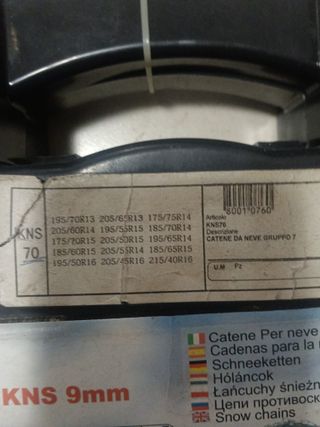 KNS
70
195/70R13 205/65R13 175/75R14
205/60R14 195/55R15 185/70R14
175/70R15 205/50R15 195/65R14
185/60R15 205/55R14 185/65R15
195/50R16 205/45R16 215/40R16
Articolo
KNS70
800110760
Descrizione
CATENE DA NEVE GRUPPO 7
U.M Pz
KNS 9mm
Catene Per neve
Cadenas para la
Schneeketten
Hóláncok
Łańcuchy śnieżn
Цепи противоск
Snow chains